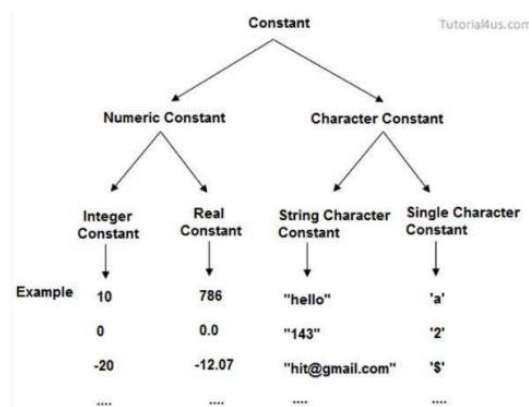 Constant
Tutorial4us.com
Numeric Constant Character Constant
Integer Constant
Real Constant
String Character Constant
Single Character Constant
Example 10 786 "hello" 'a'
0 0.0 "143" '2'
-20 -12.07 "hit@gmail.com" '$'
.... .... .... ....